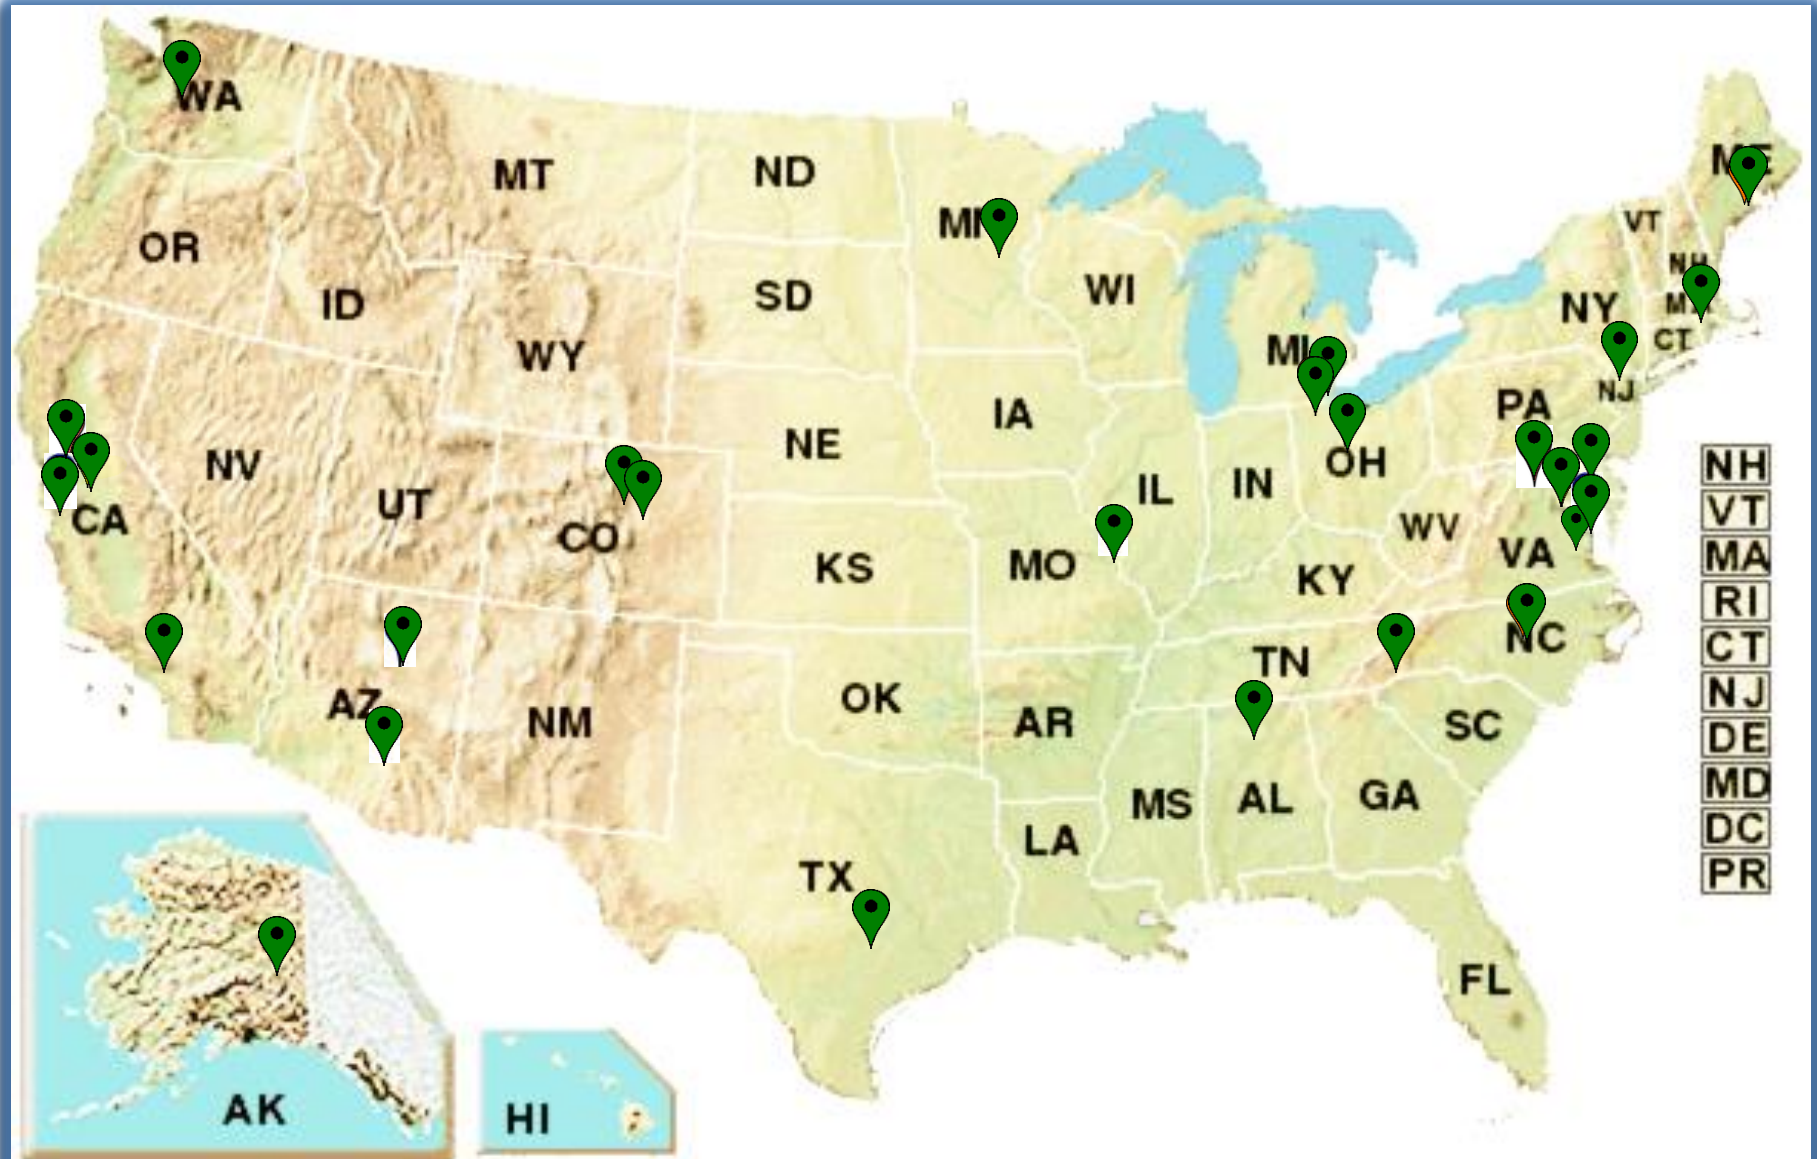 WA
MT
ND
ME
VT
MN
OR
NH
WI
ID
SD
NY
MA
CT
WY
MI
NJ
PA
IA
NE
NV
OH
IL
IN
UT
CA
WV
CO
VA
KS
MO
KY
NC
TN
AZ
OK
NM
AR
SC
MS
AL
GA
LA
TX
FL
AK
HI
NH
VT
MA
RI
CT
NJ
DE
MD
DC
PR